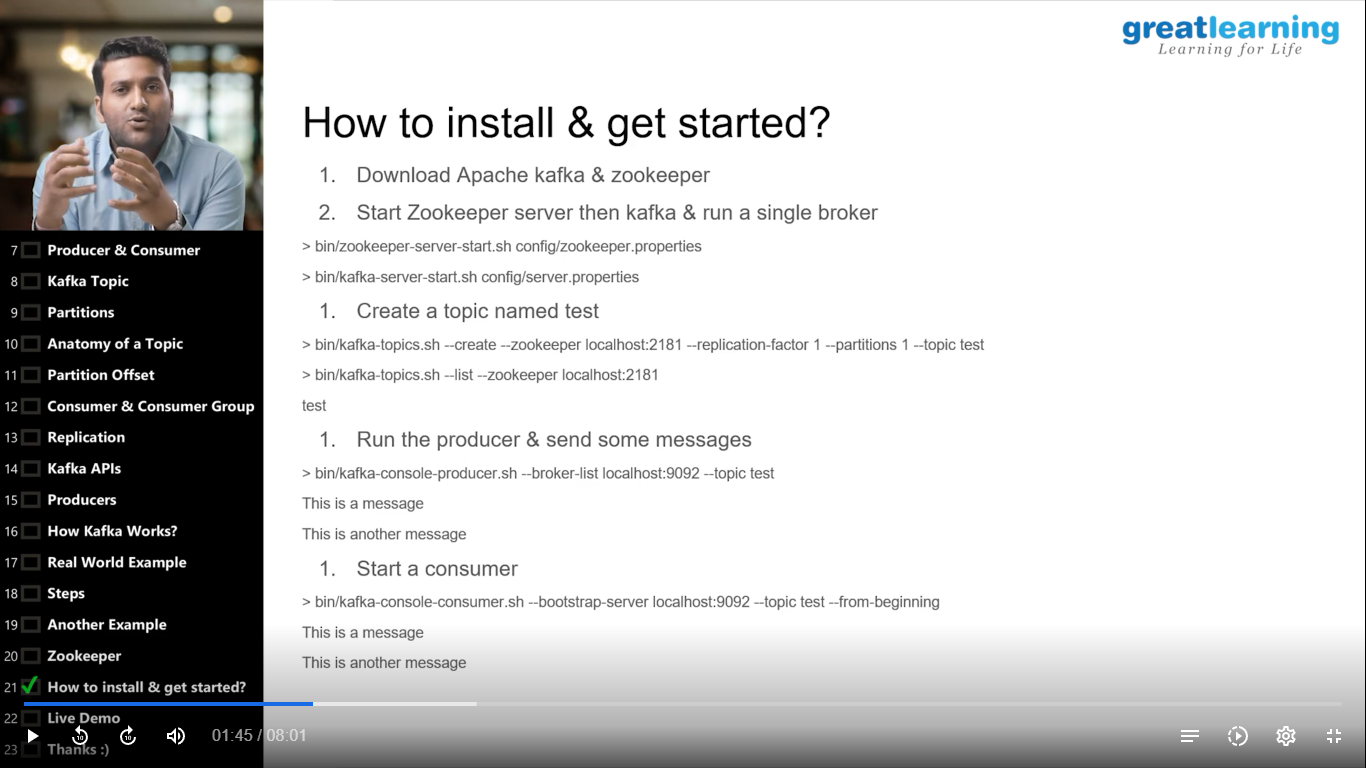 greatlearning
Learning for Life
How to install & get started?
1. Download Apache kafka & zookeeper
2. Start Zookeeper server then kafka & run a single broker
> bin/zookeeper-server-start.sh config/zookeeper.properties
> bin/kafka-server-start.sh config/server.properties
1. Create a topic named test
> bin/kafka-topics.sh --create --zookeeper localhost:2181 --replication-factor 1 --partitions 1 --topic test
> bin/kafka-topics.sh --list --zookeeper localhost:2181
test
1. Run the producer & send some messages
> bin/kafka-console-producer.sh --broker-list localhost:9092 --topic test
This is a message
This is another message
1. Start a consumer
> bin/kafka-console-consumer.sh --bootstrap-server localhost:9092 --topic test --from-beginning
This is a message
This is another message
7 Producer & Consumer
8 Kafka Topic
9 Partitions
10 Anatomy of a Topic
11 Partition Offset
12 Consumer & Consumer Group
13 Replication
14 Kafka APIs
15 Producers
16 How Kafka Works?
17 Real World Example
18 Steps
19 Another Example
20 Zookeeper
21 How to install & get started?
22 Live Demo
23 Thanks :)
10 10 01:45 / 08:01